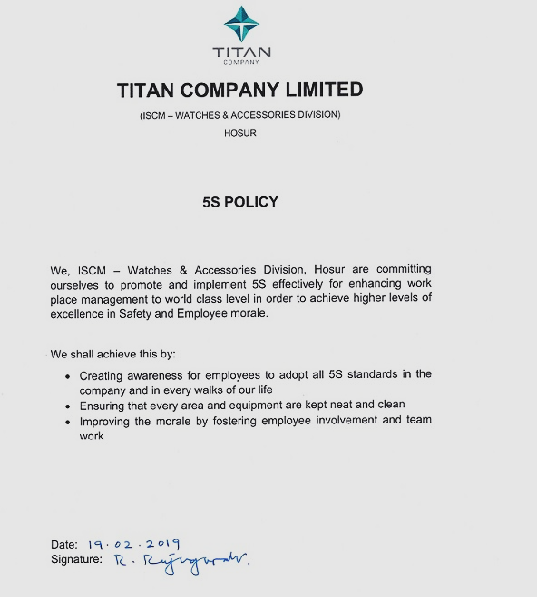 TITAN
COMPANY
TITAN COMPANY LIMITED
(ISCM – WATCHES & ACCESSORIES DIVISION)
HOSUR
5S POLICY
We, ISCM – Watches & Accessories Division, Hosur are committing
ourselves to promote and implement 5S effectively for enhancing work
place management to world class level in order to achieve higher levels of
excellence in Safety and Employee morale.
We shall achieve this by:
• Creating awareness for employees to adopt all 5S standards in the
company and in every walks of our life
• Ensuring that every area and equipment are kept neat and clean
• Improving the morale by fostering employee involvement and team
work
Date: 19.02.2019
Signature: R.